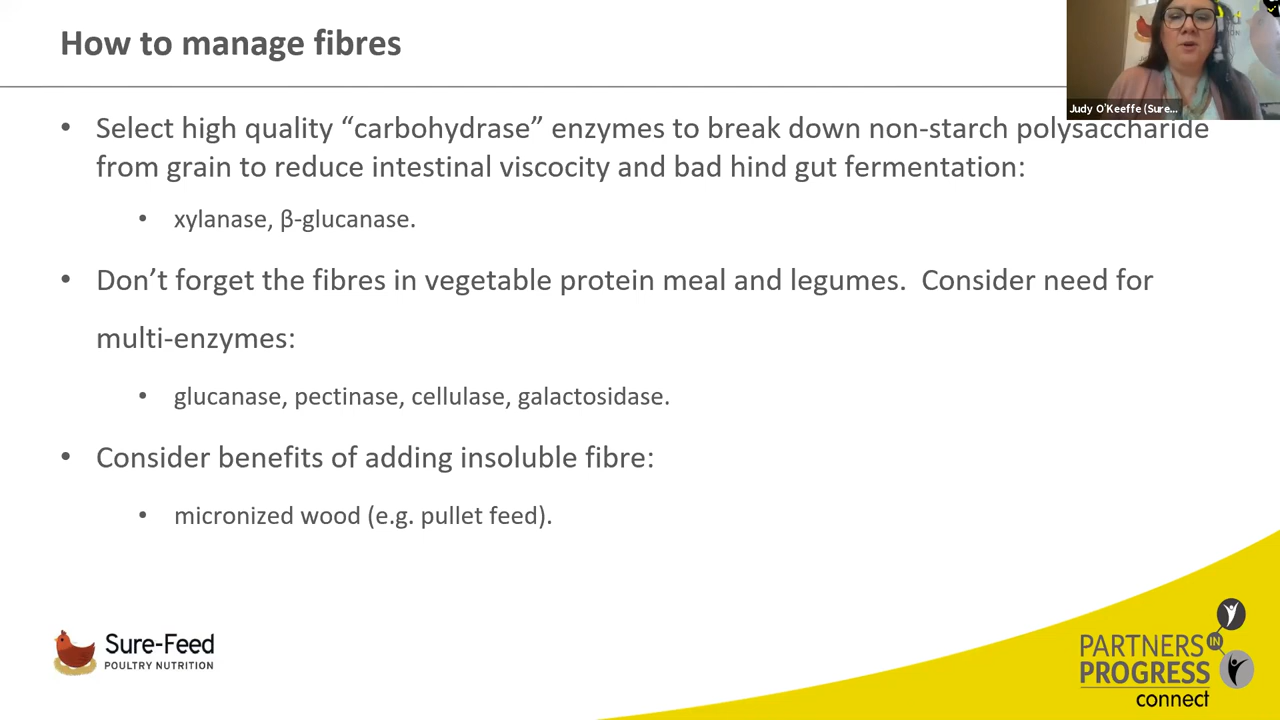 How to manage fibres
Judy O'Keeffe (Sure...
• Select high quality “carbohydrase” enzymes to break down non-starch polysaccharide
from grain to reduce intestinal viscocity and bad hind gut fermentation:
• xylanase, β-glucanase.
• Don’t forget the fibres in vegetable protein meal and legumes. Consider need for
multi-enzymes:
• glucanase, pectinase, cellulase, galactosidase.
• Consider benefits of adding insoluble fibre:
• micronized wood (e.g. pullet feed).
Sure-Feed
POULTRY NUTRITION
PARTNERS IN
PROGRESS
connect